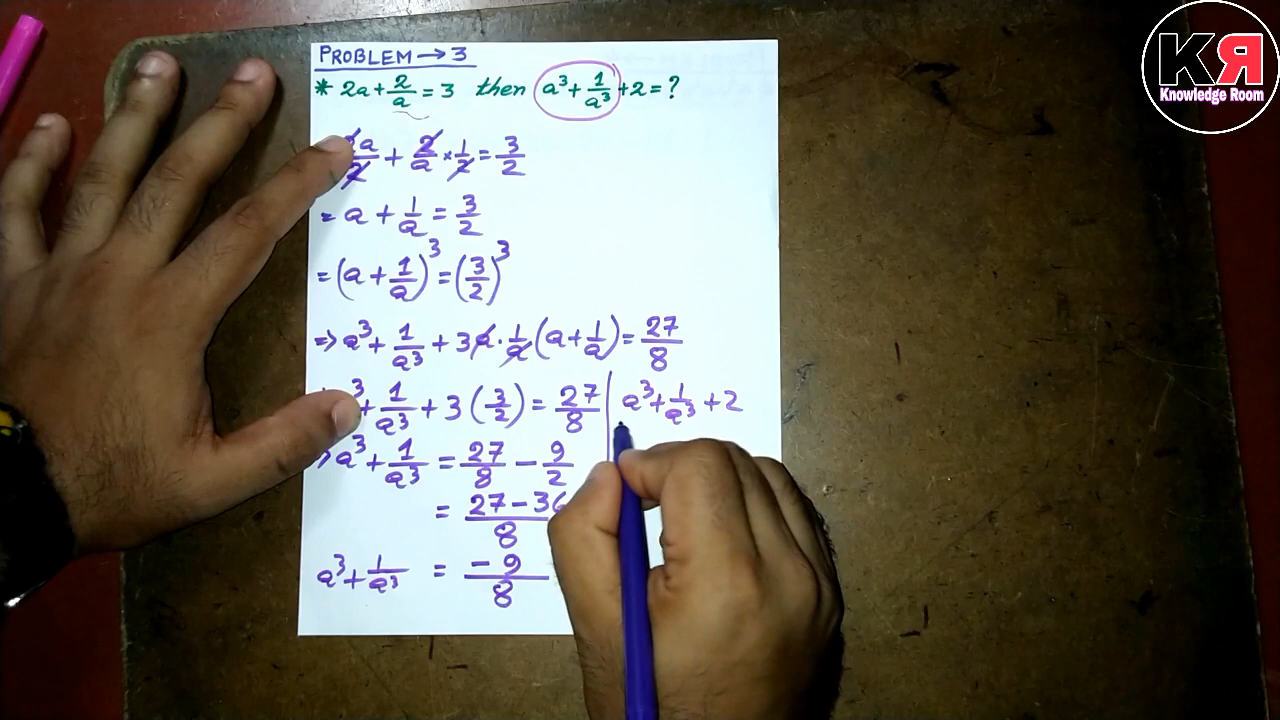 KЯ
Knowledge Room
PROBLEM → 3
* 2a + 2/a = 3 then a³ + 1/a³ + 2 = ?
2a/2 + 2/a × 1/2 = 3/2
= a + 1/a = 3/2
= (a + 1/a)³ = (3/2)³
⇒ a³ + 1/a³ + 3a · 1/a (a + 1/a) = 27/8
³ + 1/a³ + 3 (3/2) = 27/8 | a³ + 1/a³ + 2
a³ + 1/a³ = 27/8 − 9/2
= 27 − 36/8
a³ + 1/a³ = −9/8